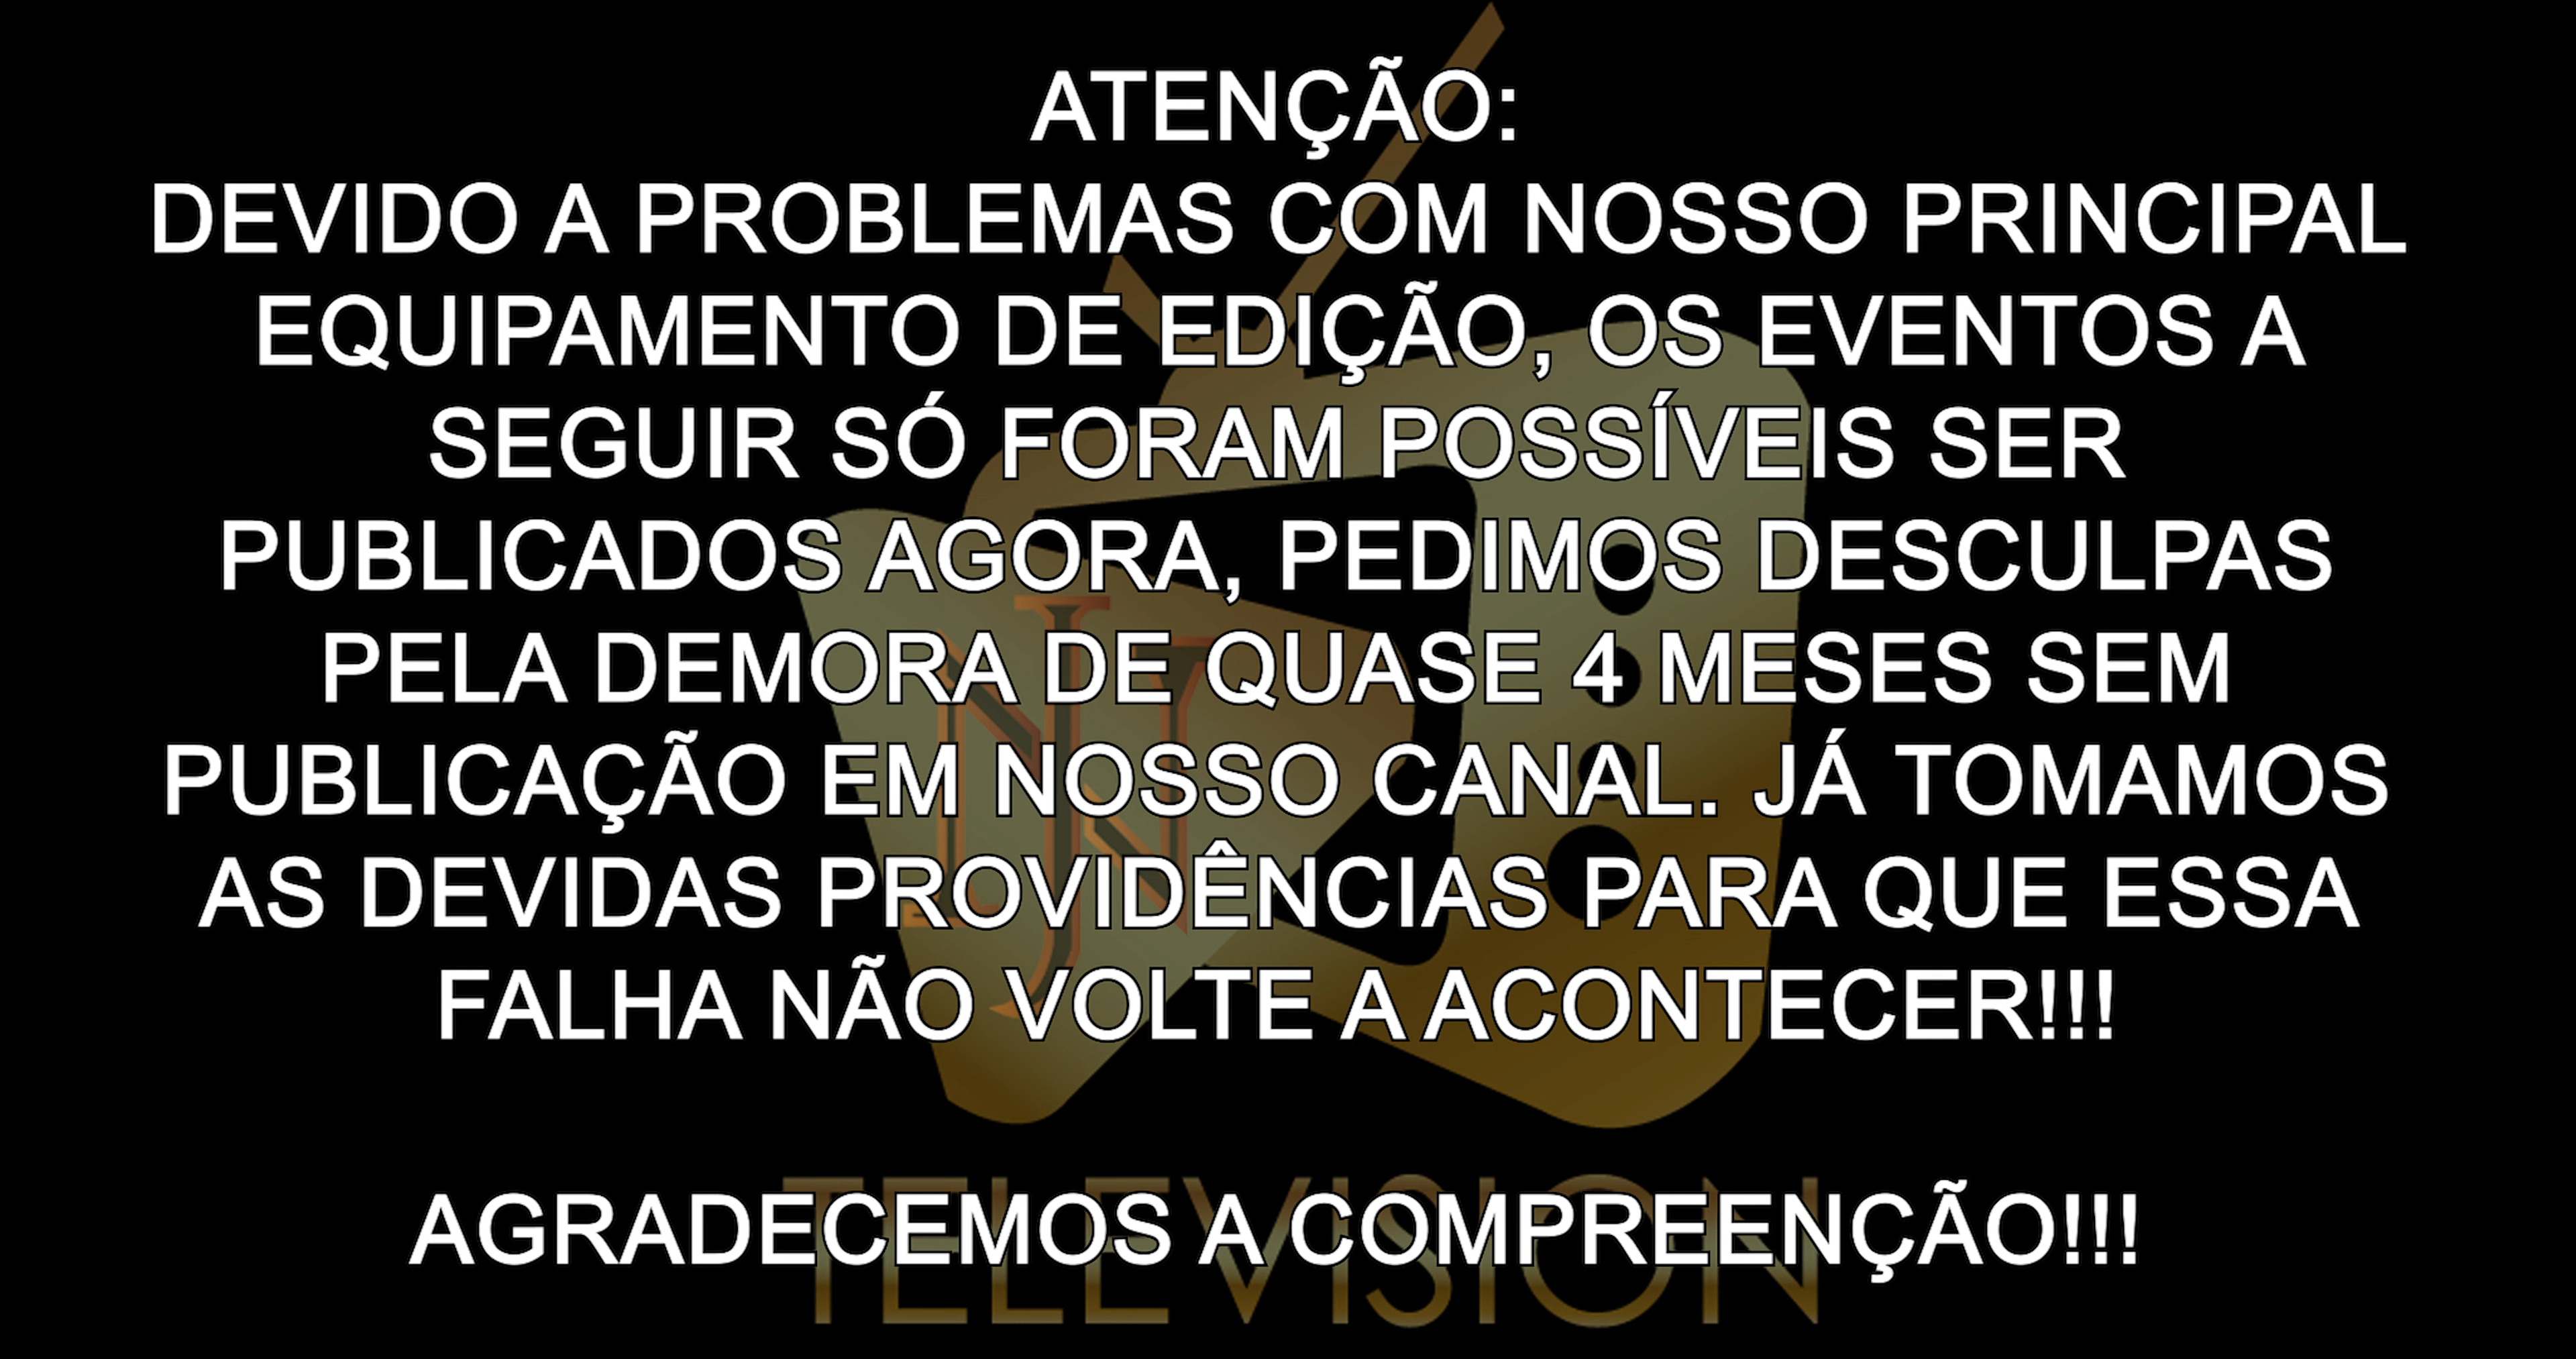 ATENÇÃO:
DEVIDO A PROBLEMAS COM NOSSO PRINCIPAL
EQUIPAMENTO DE EDIÇÃO, OS EVENTOS A
SEGUIR SÓ FORAM POSSÍVEIS SER
PUBLICADOS AGORA, PEDIMOS DESCULPAS
PELA DEMORA DE QUASE 4 MESES SEM
PUBLICAÇÃO EM NOSSO CANAL. JÁ TOMAMOS
AS DEVIDAS PROVIDÊNCIAS PARA QUE ESSA
FALHA NÃO VOLTE A ACONTECER!!!
AGRADECEMOS A COMPREENÇÃO!!!
TELEVISION